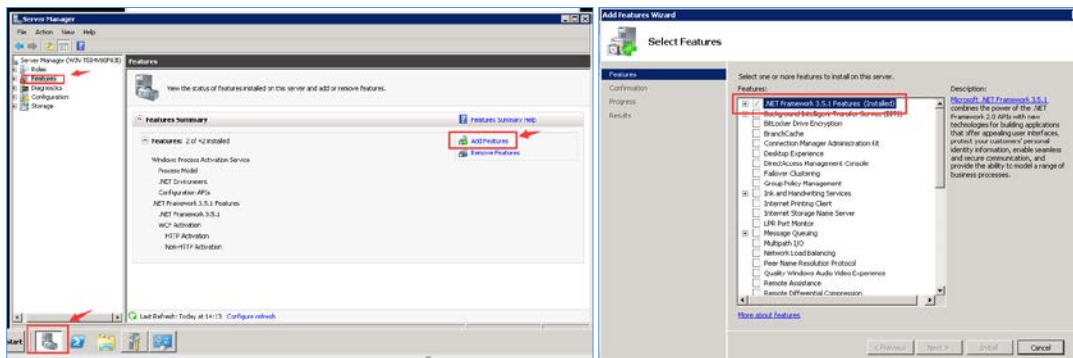 Server Manager
File Action View Help
Features
Roles
Features
Diagnostics
Configuration
Storage
View the status of features installed on this server and add or remove features.
Features Summary
Features Summary Help
Features: 2 of 42 installed
Add Features
Remove Features
Windows Process Activation Service
Process Model
.NET Environment
Configuration APIs
.NET Framework 3.5.1 Features
.NET Framework 3.5.1
WCF Activation
HTTP Activation
Non-HTTP Activation
Last Refresh: Today at 14:13 Configure refresh
Start
Add Features Wizard
Select Features
Features
Confirmation
Progress
Results
Select one or more features to install on this server.
Features:
.NET Framework 3.5.1 Features (Installed)
Background Intelligent Transfer Service (BITS)
BitLocker Drive Encryption
BranchCache
Connection Manager Administration Kit
Desktop Experience
DirectAccess Management Console
Failover Clustering
Group Policy Management
Ink and Handwriting Services
Internet Printing Client
Internet Storage Name Server
LPR Port Monitor
Message Queuing
Multipath I/O
Network Load Balancing
Peer Name Resolution Protocol
Quality Windows Audio Video Experience
Remote Assistance
Remote Differential Compression
Description:
Microsoft .NET Framework 3.5.1
combines the power of the .NET
Framework 2.0 APIs with new
technologies for building applications
that offer appealing user interfaces,
protect your customers' personal
identity information, enable seamless
and secure communication, and
provide the ability to model a range of
business processes.
More about features
< Previous Next > Install Cancel